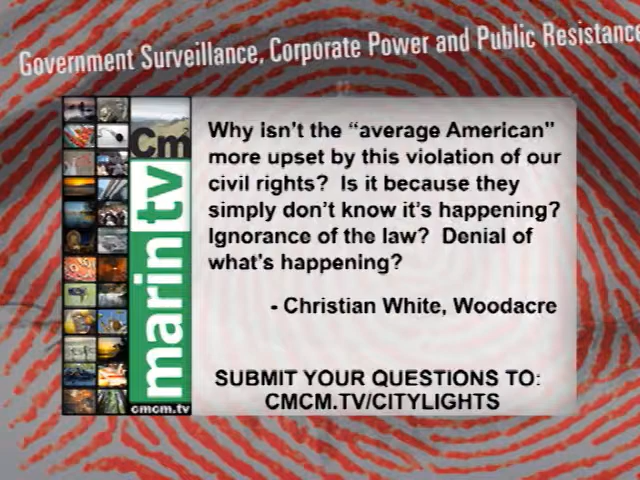 Government Surveillance, Corporate Power and Public Resistance
Cm
marin tv
cmcm.tv
Why isn't the “average American”
more upset by this violation of our
civil rights?  Is it because they
simply don't know it's happening?
Ignorance of the law?  Denial of
what's happening?
- Christian White, Woodacre
SUBMIT YOUR QUESTIONS TO:
CMCM.TV/CITYLIGHTS